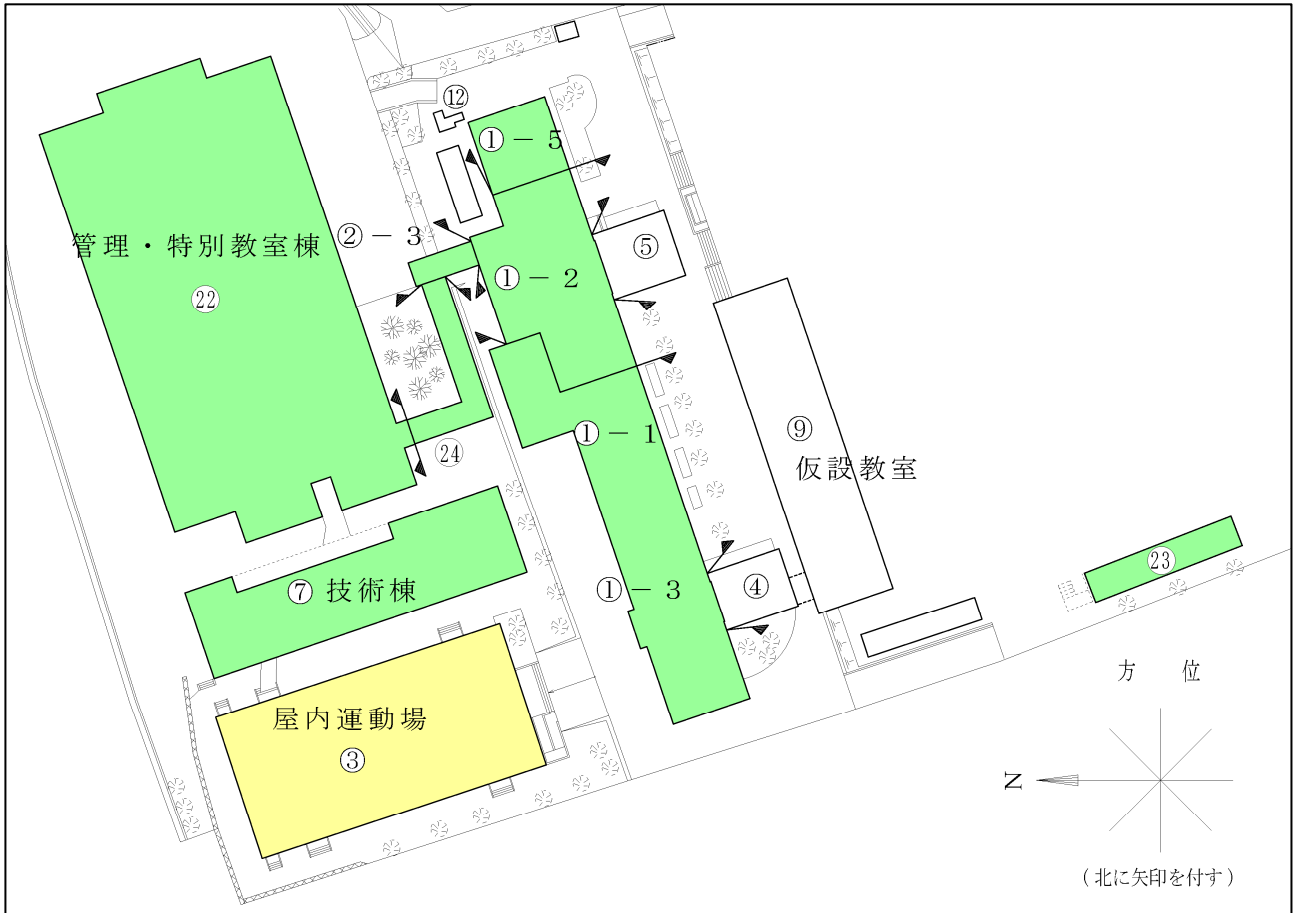 ⑫
①－５
②－３
⑤
管理・特別教室棟
①－２
㉒
⑨
①－１
仮設教室
㉔
㉓
⑦ 技術棟
①－３
④
方　位
屋内運動場
③
N
(北に矢印を付す)